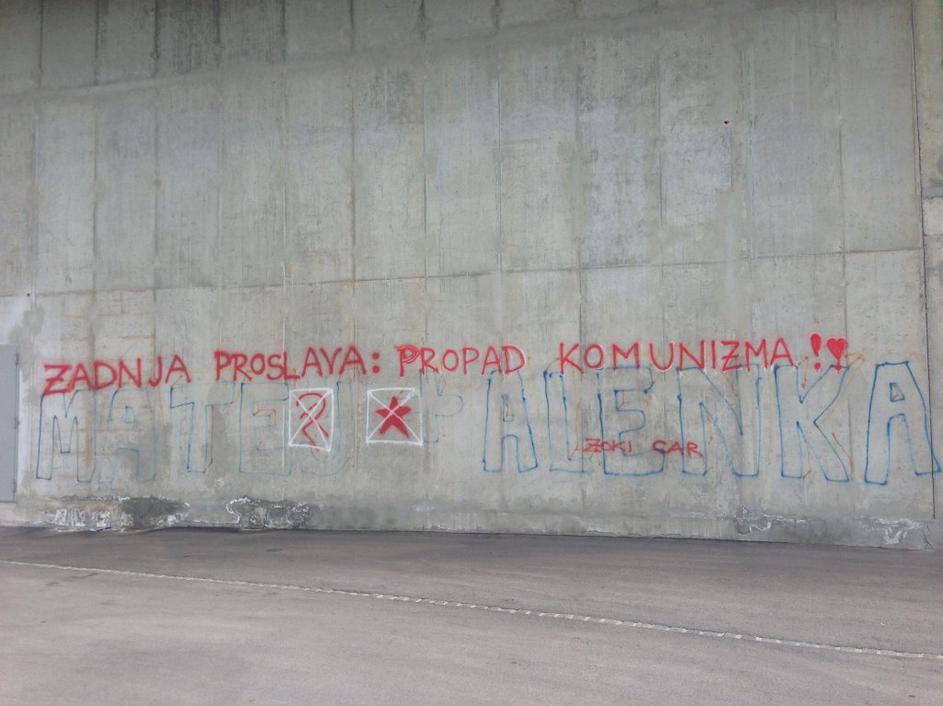 ZADNJA PROSLAVA: PROPAD KOMUNIZMA !!
MATEJ + ALENKA
ZOKI CAR